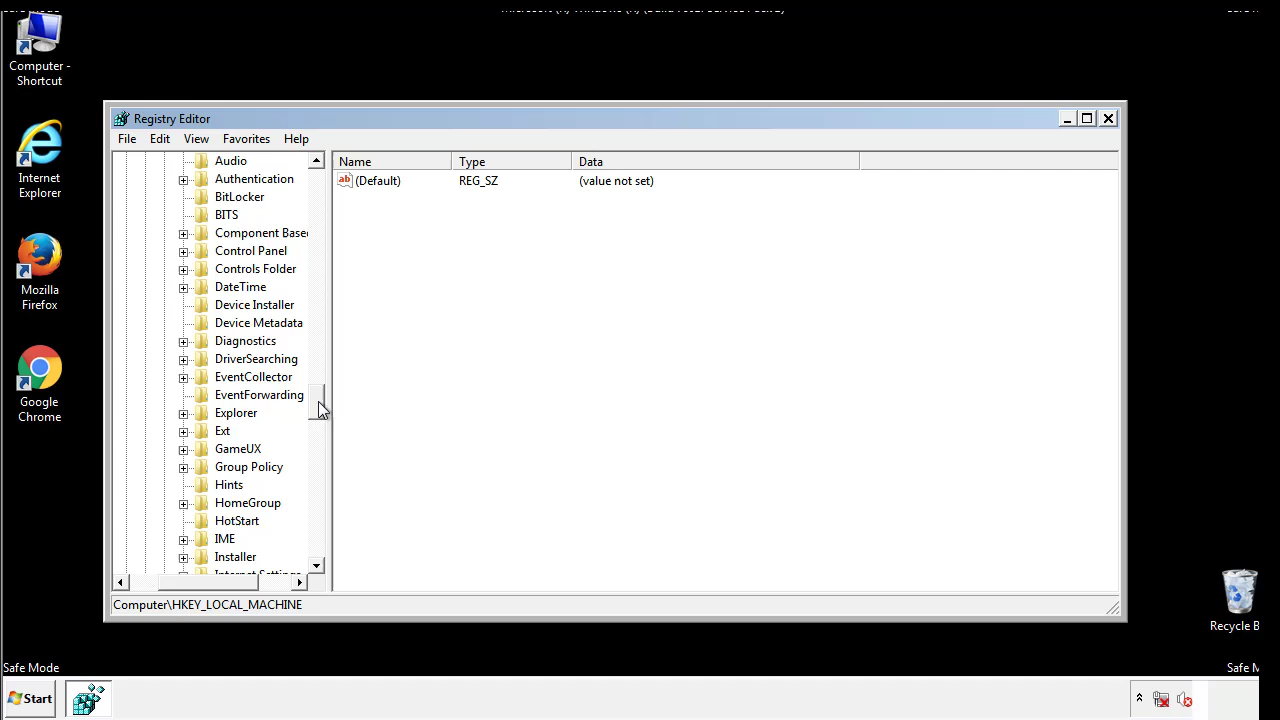 Computer -
Shortcut
Internet
Explorer
Mozilla
Firefox
Google
Chrome
Registry Editor
File Edit View Favorites Help
Audio
Authentication
BitLocker
BITS
Component Base
Control Panel
Controls Folder
DateTime
Device Installer
Device Metadata
Diagnostics
DriverSearching
EventCollector
EventForwarding
Explorer
Ext
GameUX
Group Policy
Hints
HomeGroup
HotStart
IME
Installer
Internet Settings
Name Type Data
ab (Default) REG_SZ (value not set)
Computer\HKEY_LOCAL_MACHINE
Recycle B
Safe Mode Safe M
Start